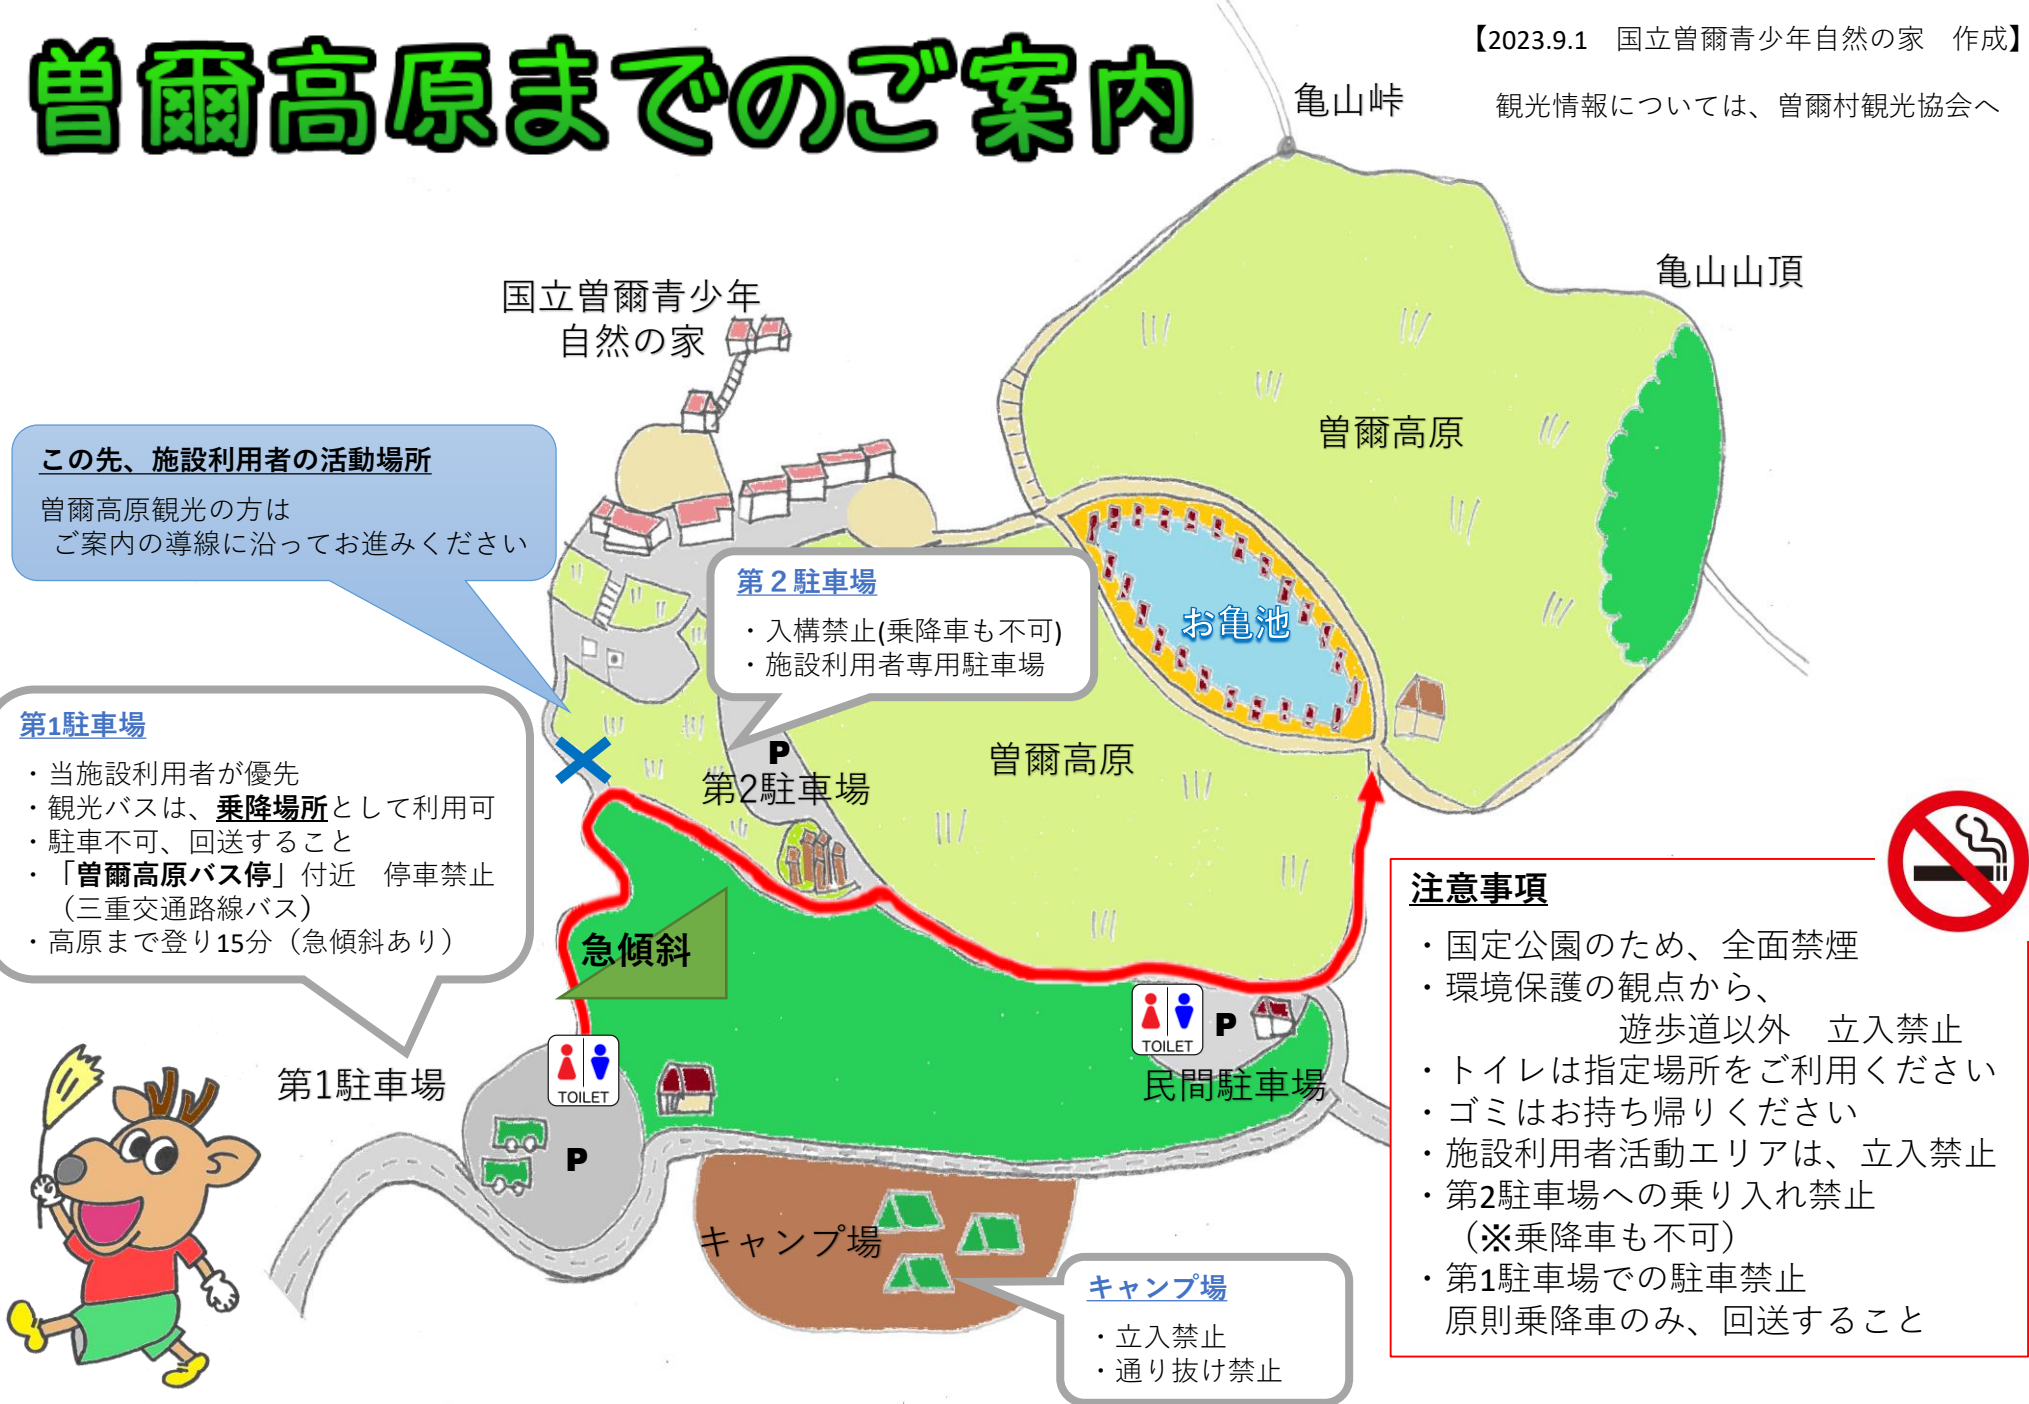 曽爾高原までのご案内
【2023.9.1　国立曽爾青少年自然の家　作成】
観光情報については、曽爾村観光協会へ
亀山峠
亀山山頂
国立曽爾青少年
自然の家
曽爾高原
この先、施設利用者の活動場所
曽爾高原観光の方は
ご案内の導線に沿ってお進みください
第２駐車場
・入構禁止(乗降車も不可)
・施設利用者専用駐車場
お亀池
第1駐車場
・当施設利用者が優先
・観光バスは、乗降場所として利用可
・駐車不可、回送すること
・「曽爾高原バス停」付近　停車禁止
（三重交通路線バス）
・高原まで登り15分（急傾斜あり）
P
第2駐車場
曽爾高原
急傾斜
TOILET
P
民間駐車場
第1駐車場
TOILET
P
キャンプ場
キャンプ場
・立入禁止
・通り抜け禁止
注意事項
・国定公園のため、全面禁煙
・環境保護の観点から、
遊歩道以外　立入禁止
・トイレは指定場所をご利用ください
・ゴミはお持ち帰りください
・施設利用者活動エリアは、立入禁止
・第2駐車場への乗り入れ禁止
（※乗降車も不可）
・第1駐車場での駐車禁止
原則乗降車のみ、回送すること